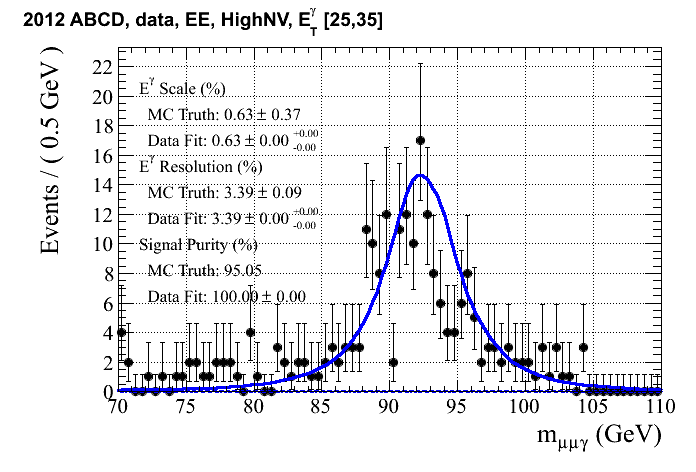 2012 ABCD, data, EE, HighNV, E_T^γ [25,35]
Events / ( 0.5 GeV )
22
20
18
16
14
12
10
8
6
4
2
0
E^γ Scale (%)
MC Truth: 0.63 ± 0.37
Data Fit: 0.63 ± 0.00 +0.00 -0.00
E^γ Resolution (%)
MC Truth: 3.39 ± 0.09
Data Fit: 3.39 ± 0.00 +0.00 -0.00
Signal Purity (%)
MC Truth: 95.05
Data Fit: 100.00 ± 0.00
70 75 80 85 90 95 100 105 110
m_μμγ (GeV)